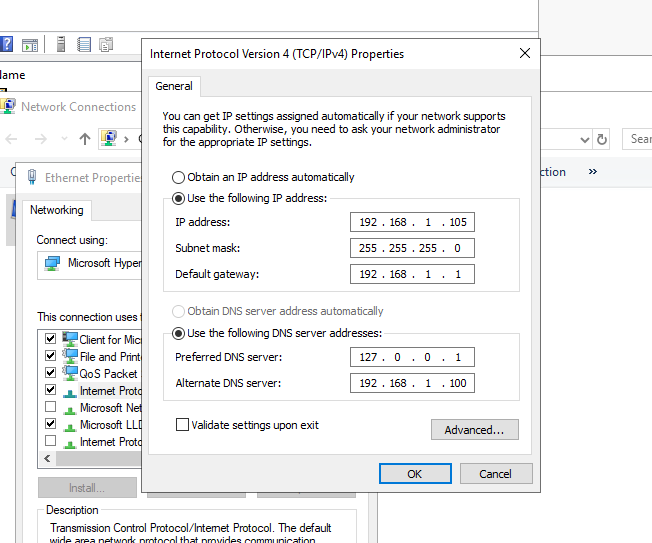 lame
Network Connections
Internet Protocol Version 4 (TCP/IPv4) Properties
General
You can get IP settings assigned automatically if your network supports
this capability. Otherwise, you need to ask your network administrator
for the appropriate IP settings.
Obtain an IP address automatically
Use the following IP address:
IP address:
192 . 168 . 1 . 105
Subnet mask:
255 . 255 . 255 . 0
Default gateway:
192 . 168 . 1 . 1
Obtain DNS server address automatically
Use the following DNS server addresses:
Preferred DNS server:
127 . 0 . 0 . 1
Alternate DNS server:
192 . 168 . 1 . 100
Validate settings upon exit
Advanced...
OK
Cancel
Sear
ction
»
Ethernet Properties
Networking
Connect using:
Microsoft Hyper
This connection uses t
Client for Mic
File and Printe
QoS Packet
Internet Proto
Microsoft Net
Microsoft LLD
Internet Proto
Install...
Description
Transmission Control Protocol/Internet Protocol. The default
wide area network protocol that provides communication